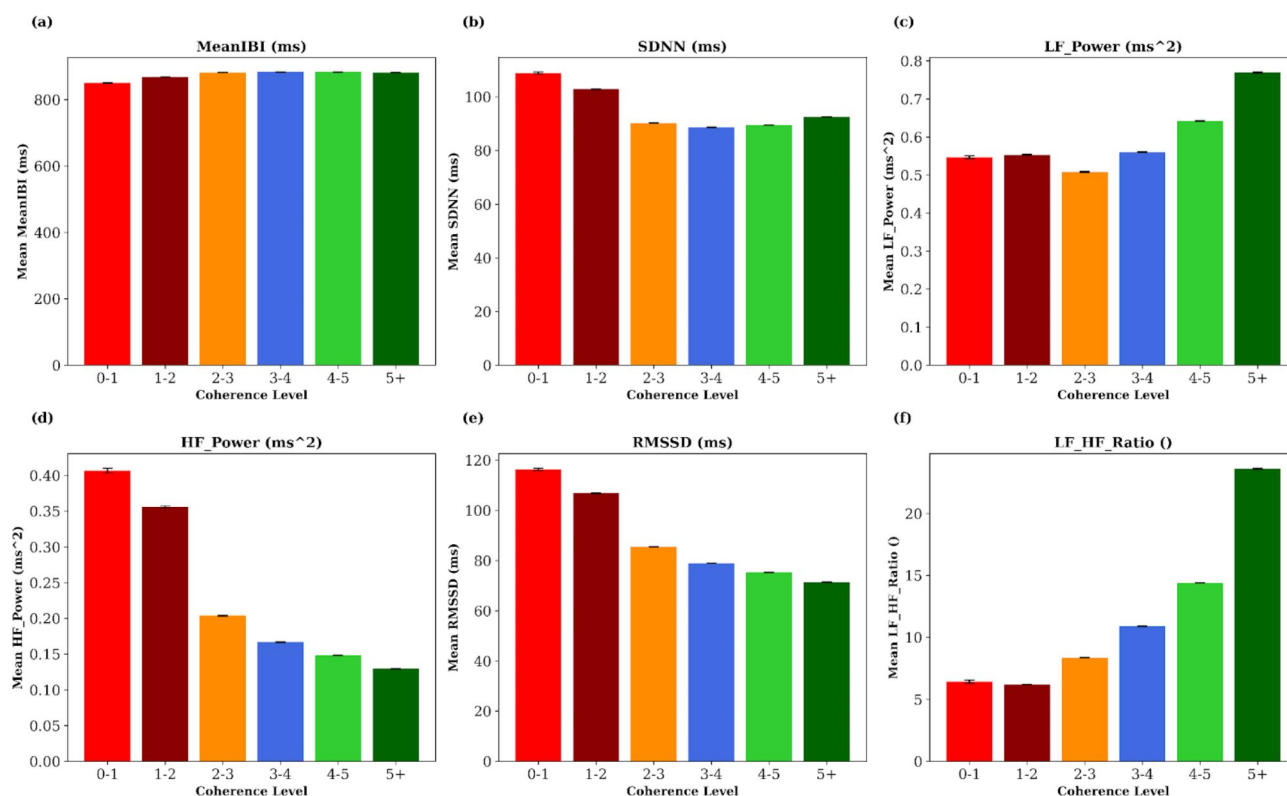 (a)
MeanIBI (ms)
Mean MeanIBI (ms)
800
600
400
200
0
0-1 1-2 2-3 3-4 4-5 5+
Coherence Level
(b)
SDNN (ms)
Mean SDNN (ms)
100
80
60
40
20
0
0-1 1-2 2-3 3-4 4-5 5+
Coherence Level
(c)
LF_Power (ms^2)
Mean LF_Power (ms^2)
0.8
0.7
0.6
0.5
0.4
0.3
0.2
0.1
0.0
0-1 1-2 2-3 3-4 4-5 5+
Coherence Level
(d)
HF_Power (ms^2)
Mean HF_Power (ms^2)
0.40
0.35
0.30
0.25
0.20
0.15
0.10
0.05
0.00
0-1 1-2 2-3 3-4 4-5 5+
Coherence Level
(e)
RMSSD (ms)
Mean RMSSD (ms)
120
100
80
60
40
20
0
0-1 1-2 2-3 3-4 4-5 5+
Coherence Level
(f)
LF_HF_Ratio ()
Mean LF_HF_Ratio ()
20
15
10
5
0
0-1 1-2 2-3 3-4 4-5 5+
Coherence Level